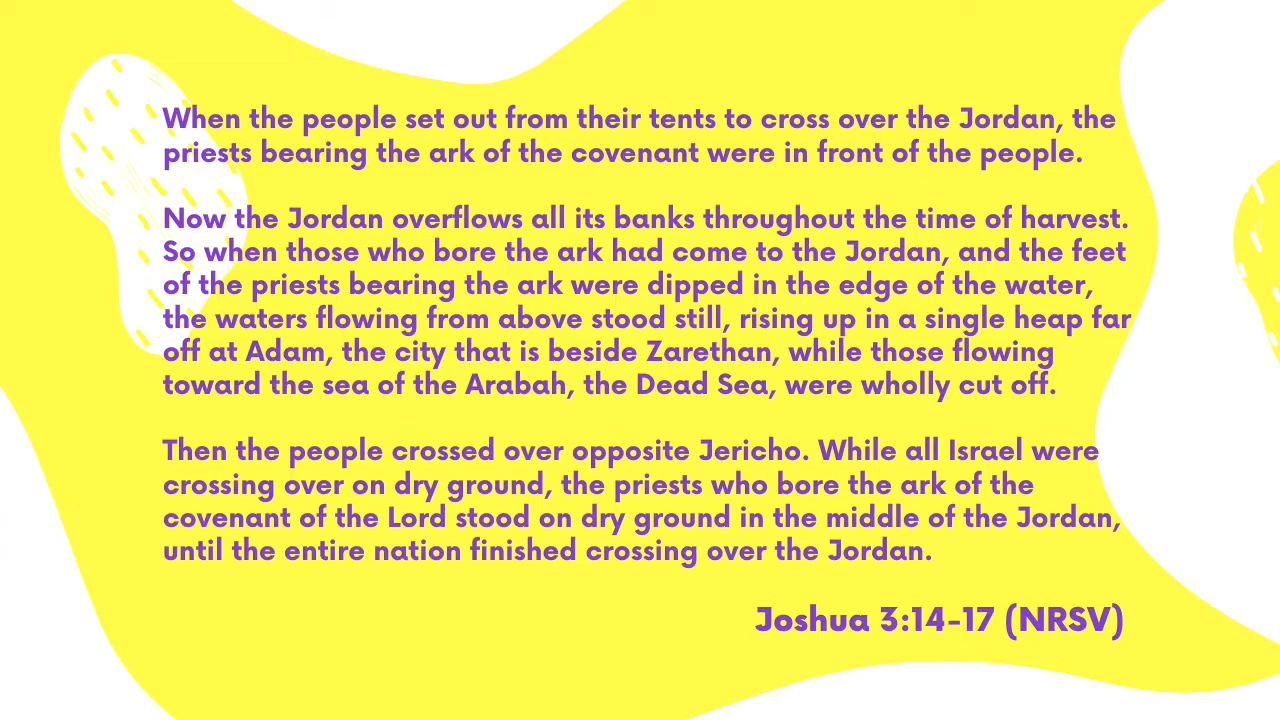 When the people set out from their tents to cross over the Jordan, the
priests bearing the ark of the covenant were in front of the people.
Now the Jordan overflows all its banks throughout the time of harvest.
So when those who bore the ark had come to the Jordan, and the feet
of the priests bearing the ark were dipped in the edge of the water,
the waters flowing from above stood still, rising up in a single heap far
off at Adam, the city that is beside Zarethan, while those flowing
toward the sea of the Arabah, the Dead Sea, were wholly cut off.
Then the people crossed over opposite Jericho. While all Israel were
crossing over on dry ground, the priests who bore the ark of the
covenant of the Lord stood on dry ground in the middle of the Jordan,
until the entire nation finished crossing over the Jordan.
Joshua 3:14-17 (NRSV)